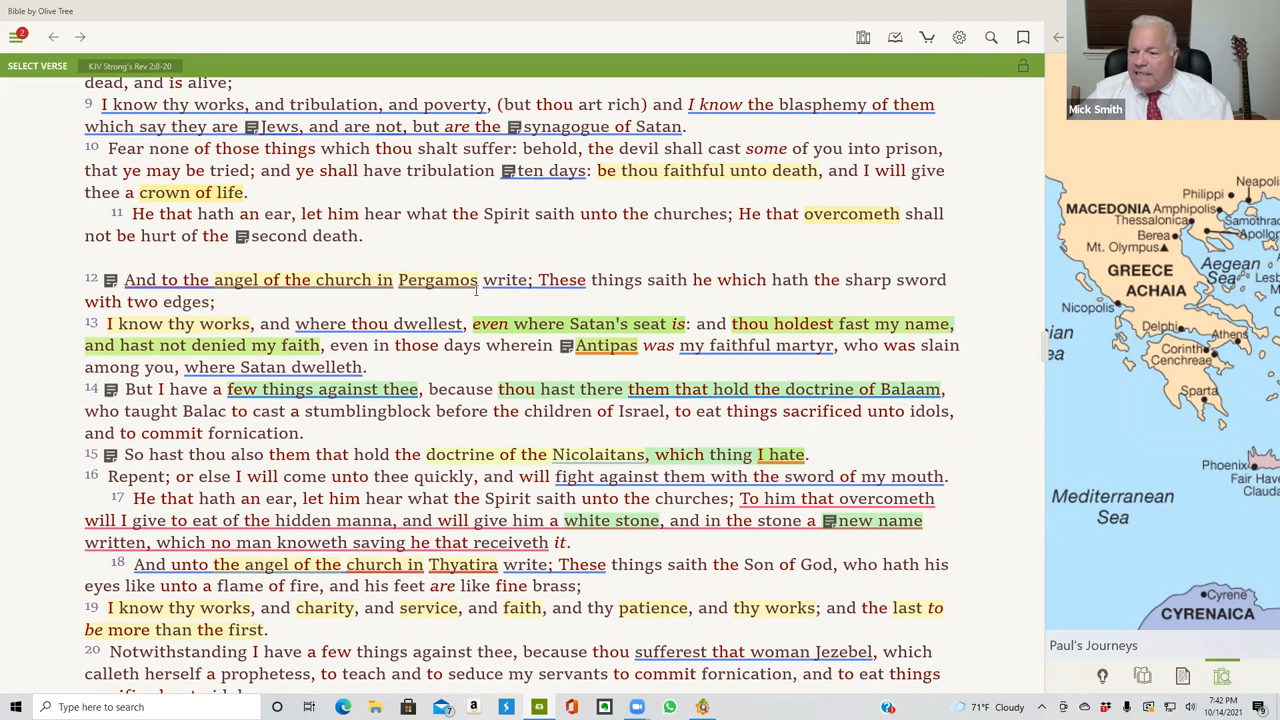 Bible by Olive Tree
2
SELECT VERSE KJV Strong's Rev 2:8-20
Mick Smith
dead, and is alive;
9 I know thy works, and tribulation, and poverty, (but thou art rich) and I know the blasphemy of them
which say they are Jews, and are not, but are the synagogue of Satan.
10 Fear none of those things which thou shalt suffer: behold, the devil shall cast some of you into prison,
that ye may be tried; and ye shall have tribulation ten days: be thou faithful unto death, and I will give
thee a crown of life.
11 He that hath an ear, let him hear what the Spirit saith unto the churches; He that overcometh shall
not be hurt of the second death.
12 And to the angel of the church in Pergamos write; These things saith he which hath the sharp sword
with two edges;
13 I know thy works, and where thou dwellest, even where Satan's seat is: and thou holdest fast my name,
and hast not denied my faith, even in those days wherein Antipas was my faithful martyr, who was slain
among you, where Satan dwelleth.
14 But I have a few things against thee, because thou hast there them that hold the doctrine of Balaam,
who taught Balac to cast a stumblingblock before the children of Israel, to eat things sacrificed unto idols,
and to commit fornication.
15 So hast thou also them that hold the doctrine of the Nicolaitans, which thing I hate.
16 Repent; or else I will come unto thee quickly, and will fight against them with the sword of my mouth.
17 He that hath an ear, let him hear what the Spirit saith unto the churches; To him that overcometh
will I give to eat of the hidden manna, and will give him a white stone, and in the stone a new name
written, which no man knoweth saving he that receiveth it.
18 And unto the angel of the church in Thyatira write; These things saith the Son of God, who hath his
eyes like unto a flame of fire, and his feet are like fine brass;
19 I know thy works, and charity, and service, and faith, and thy patience, and thy works; and the last to
be more than the first.
20 Notwithstanding I have a few things against thee, because thou sufferest that woman Jezebel, which
calleth herself a prophetess, to teach and to seduce my servants to commit fornication, and to eat things
Philippi
MACEDONIA Amphipolis
Thessalonica
Berea
Mt. Olympus
GREECE
ACHAIA
Aegean
Sea
Nicopolis
Delphi
Athens
Corinth
Cenchreae
Sparta
Phoenix
Mediterranean
Sea
Cyrene
CYRENAICA
Paul's Journeys
Type here to search
7
71°F Cloudy
7:42 PM
10/14/2021
9